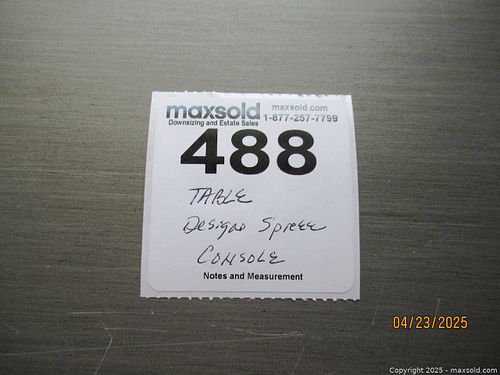 maxsold maxsold.com
Downsizing and Estate Sales 1-877-257-7799
488
TABLE
Designs Spree
CONSOLE
Notes and Measurement
04/23/2025
Copyright 2025 - maxsold.com